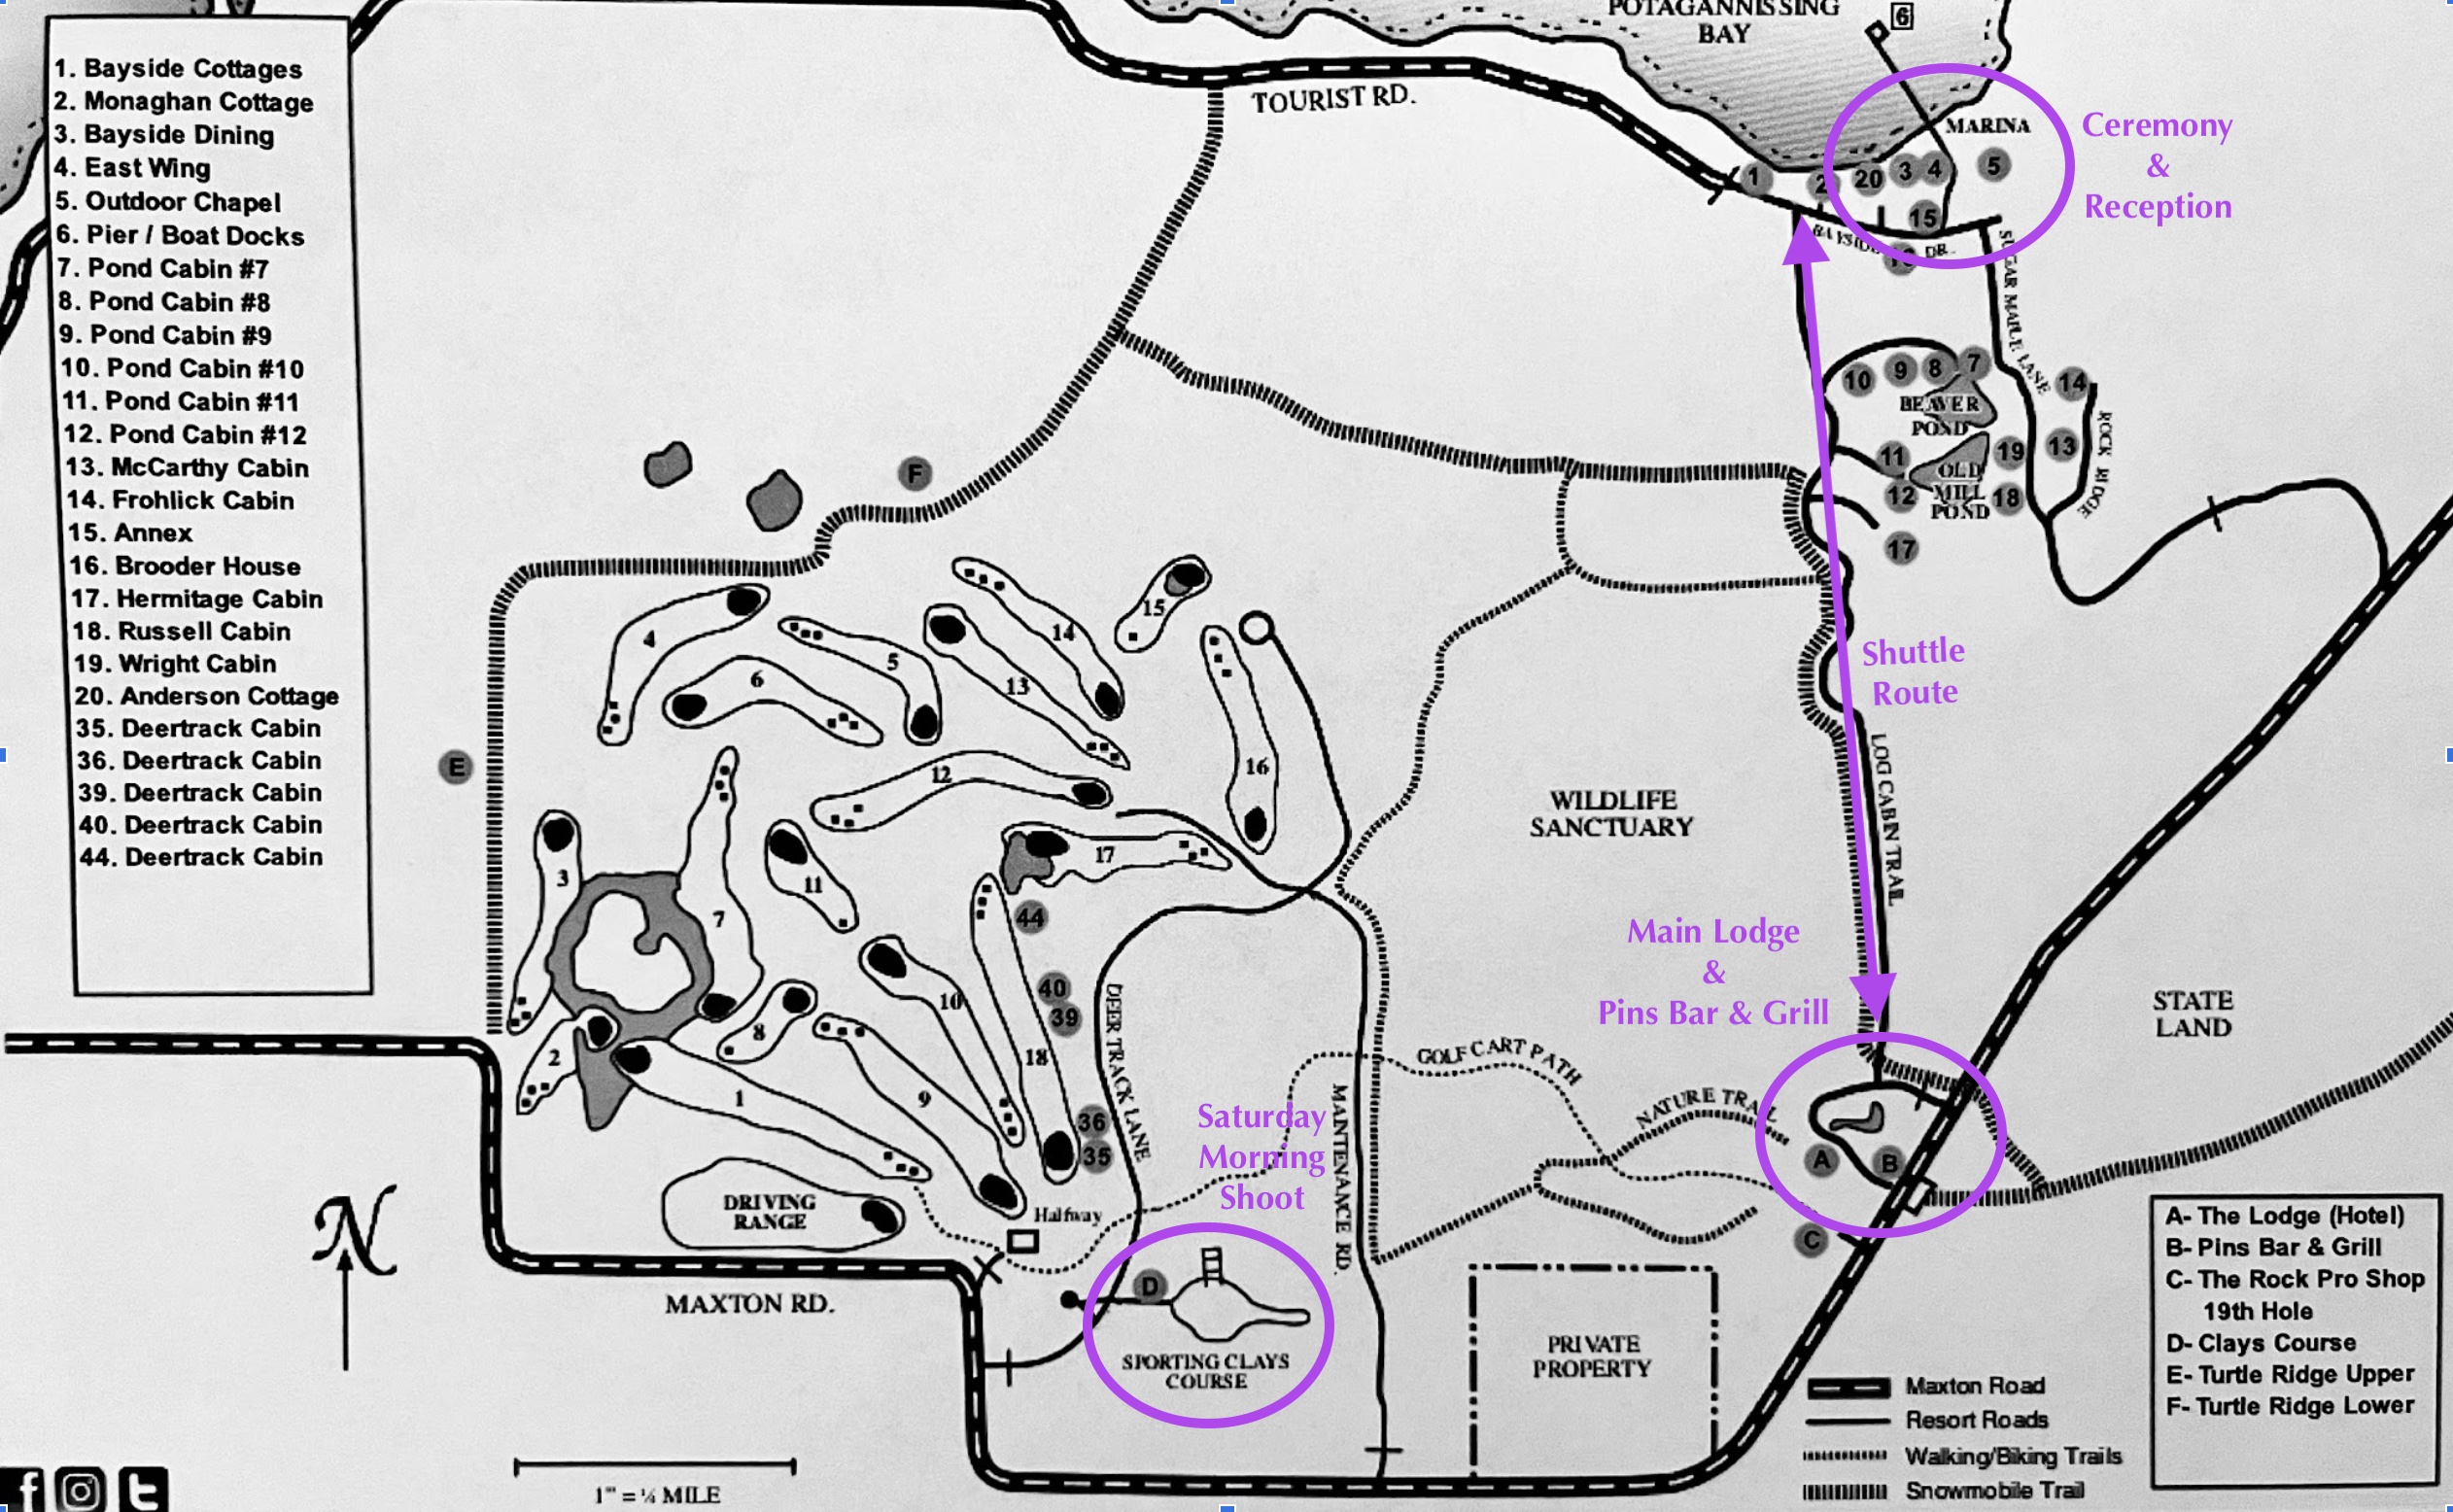 1. Bayside Cottages
2. Monaghan Cottage
3. Bayside Dining
4. East Wing
5. Outdoor Chapel
6. Pier / Boat Docks
7. Pond Cabin #7
8. Pond Cabin #8
9. Pond Cabin #9
10. Pond Cabin #10
11. Pond Cabin #11
12. Pond Cabin #12
13. McCarthy Cabin
14. Frohlick Cabin
15. Annex
16. Brooder House
17. Hermitage Cabin
18. Russell Cabin
19. Wright Cabin
20. Anderson Cottage
35. Deertrack Cabin
36. Deertrack Cabin
39. Deertrack Cabin
40. Deertrack Cabin
44. Deertrack Cabin
POTAGANNISSING
BAY
6
TOURIST RD.
MARINA
Ceremony
&
Reception
1
2
20
3
4
5
15
BAYSIDE DR.
SUGAR MAPLE LANE
10
9
8
7
14
BEAVER
POND
13
ROCK RIDGE
11
19
OLD
MILL
POND
12
18
17
F
E
4
5
6
14
15
13
16
12
3
7
11
17
44
10
40
39
8
2
18
1
9
36
35
DEER TRACK LANE
WILDLIFE
SANCTUARY
Shuttle
Route
LOG CABIN TRAIL
Main Lodge
&
Pins Bar & Grill
STATE
LAND
GOLF CART PATH
NATURE TRAIL
MAINTENANCE RD.
A
B
C
Saturday
Morning
Shoot
Halfway
DRIVING
RANGE
N
MAXTON RD.
D
SPORTING CLAYS
COURSE
PRIVATE
PROPERTY
1" = ¼ MILE
A- The Lodge (Hotel)
B- Pins Bar & Grill
C- The Rock Pro Shop
19th Hole
D- Clays Course
E- Turtle Ridge Upper
F- Turtle Ridge Lower
Maxton Road
Resort Roads
Walking/Biking Trails
Snowmobile Trail